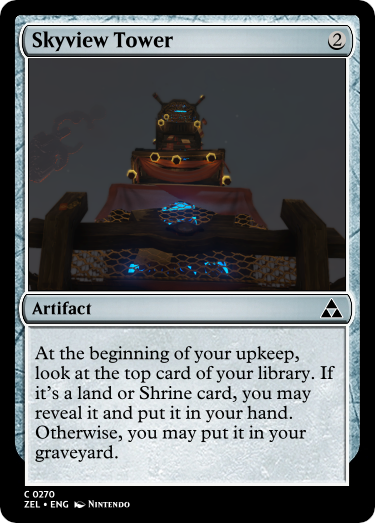 Skyview Tower 2
Artifact
At the beginning of your upkeep,
look at the top card of your library. If
it's a land or Shrine card, you may
reveal it and put it in your hand.
Otherwise, you may put it in your
graveyard.
C 0270
ZEL • ENG Nintendo